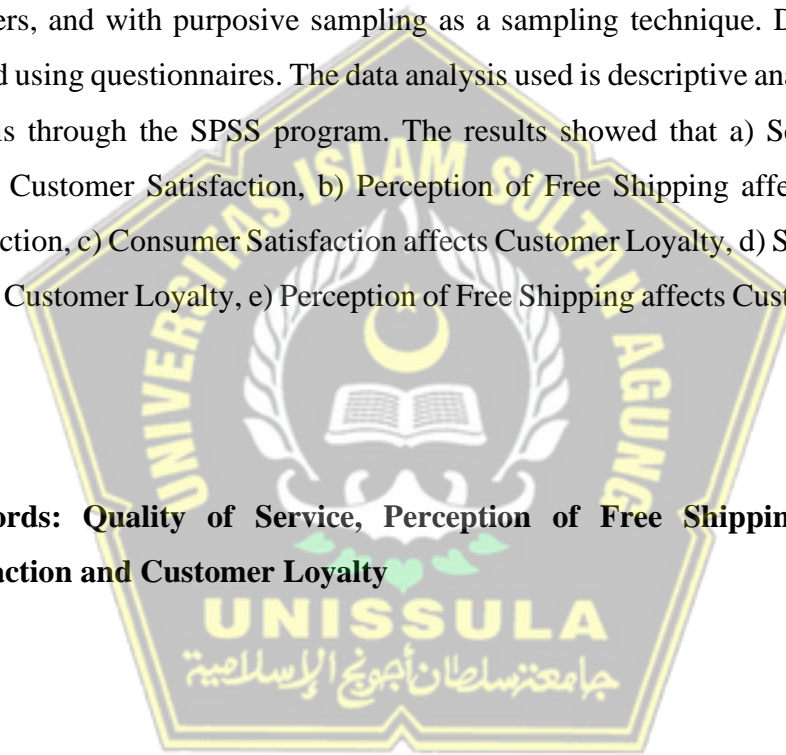 ers, and with purposive sampling as a sampling technique. D
d using questionnaires. The data analysis used is descriptive ana
is through the SPSS program. The results showed that a) Se
Customer Satisfaction, b) Perception of Free Shipping affe
ction, c) Consumer Satisfaction affects Customer Loyalty, d) S
Customer Loyalty, e) Perception of Free Shipping affects Cust
ords: Quality of Service, Perception of Free Shippin
action and Customer Loyalty
UNIVERSITAS ISLAM SULTAN AGUNG
UNISSULA
جامعتنسلطان أجونج الإسلامية